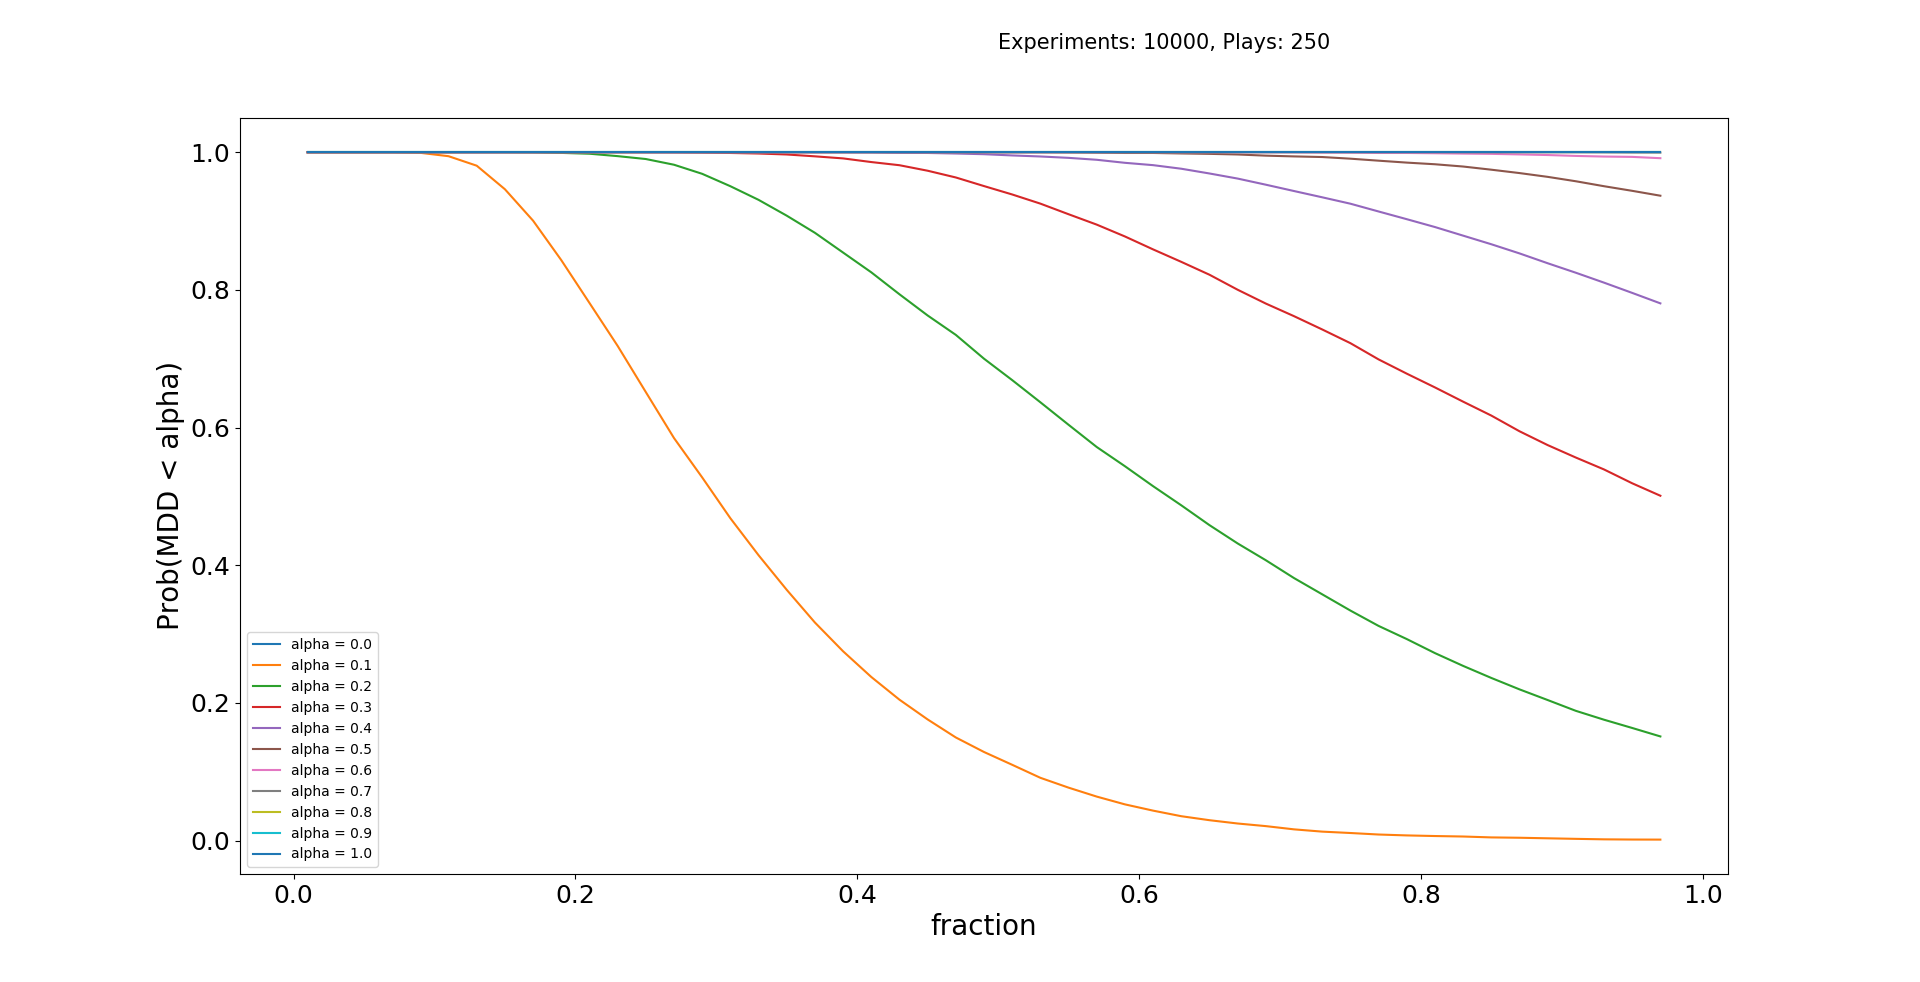 Experiments: 10000, Plays: 250
1.0
0.8
0.6
0.4
0.2
0.0
Prob(MDD < alpha)
alpha = 0.0
alpha = 0.1
alpha = 0.2
alpha = 0.3
alpha = 0.4
alpha = 0.5
alpha = 0.6
alpha = 0.7
alpha = 0.8
alpha = 0.9
alpha = 1.0
0.0 0.2 0.4 0.6 0.8 1.0
fraction